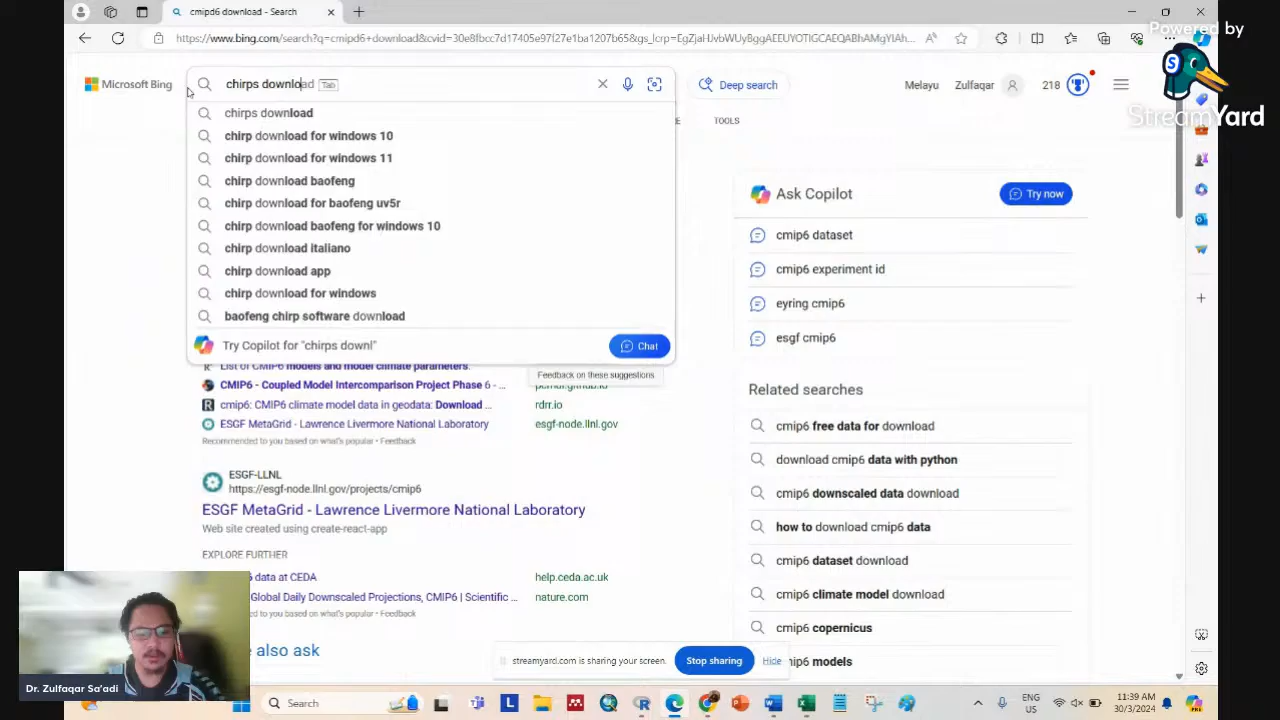 cmip6 download - Search
https://www.bing.com/search?q=cmipd6+download&cvid=3e6fbcc7d17405e97f27e1ba1207b65&gs_lcrp=EgZjaHJvbWUyBggAEEUYOTIGCAEQABhAMgYIAh...
Powered by
StreamYard
Microsoft Bing
chirps download Tab
Deep search
Melayu
Zulfaqar
218
TOOLS
chirps download
chirp download for windows 10
chirp download for windows 11
chirp download baofeng
chirp download for baofeng uv5r
chirp download baofeng for windows 10
chirp download italiano
chirp download app
chirp download for windows
baofeng chirp software download
Try Copilot for "chirps downl"
Chat
Feedback on these suggestions
List of CMIP6 models and model climate parameters.
CMIP6 - Coupled Model Intercomparison Project Phase 6 - ...
cmip6: CMIP6 climate model data in geodata: Download ...
rdrr.io
ESGF MetaGrid - Lawrence Livermore National Laboratory
esgf-node.llnl.gov
Recommended to you based on what's popular • Feedback
ESGF-LLNL
https://esgf-node.llnl.gov/projects/cmip6
ESGF MetaGrid - Lawrence Livermore National Laboratory
Web site created using create-react-app
EXPLORE FURTHER
data at CEDA
help.ceda.ac.uk
Global Daily Downscaled Projections, CMIP6 | Scientific ...
nature.com
ed to you based on what's popular • Feedback
also ask
Ask Copilot
Try now
cmip6 dataset
cmip6 experiment id
eyring cmip6
esgf cmip6
Related searches
cmip6 free data for download
download cmip6 data with python
cmip6 downscaled data download
how to download cmip6 data
cmip6 dataset download
cmip6 climate model download
cmip6 copernicus
models
streamyard.com is sharing your screen.
Stop sharing
Hide
Dr. Zulfaqar Sa'adi
Search
ENG
US
11:39 AM
30/3/2024